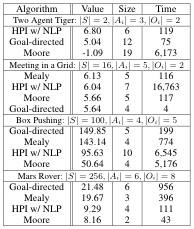 Algorithm Value Size Time
Two Agent Tiger: |S| = 2, |A_i| = 3, |O_i| = 2
HPI w/ NLP 6.80 6 119
Goal-directed 5.04 12 75
Moore -1.09 19 6,173
Meeting in a Grid: |S| = 16, |A_i| = 5, |O_i| = 2
Mealy 6.13 5 116
HPI w/ NLP 6.04 7 16,763
Moore 5.66 5 117
Goal-directed 5.64 4 4
Box Pushing: |S| = 100, |A_i| = 4, |O_i| = 5
Goal-directed 149.85 5 199
Mealy 143.14 4 774
HPI w/ NLP 95.63 10 6,545
Moore 50.64 4 5,176
Mars Rover: |S| = 256, |A_i| = 6, |O_i| = 8
Goal-directed 21.48 6 956
Mealy 19.67 3 396
HPI w/ NLP 9.29 4 111
Moore 8.16 2 43